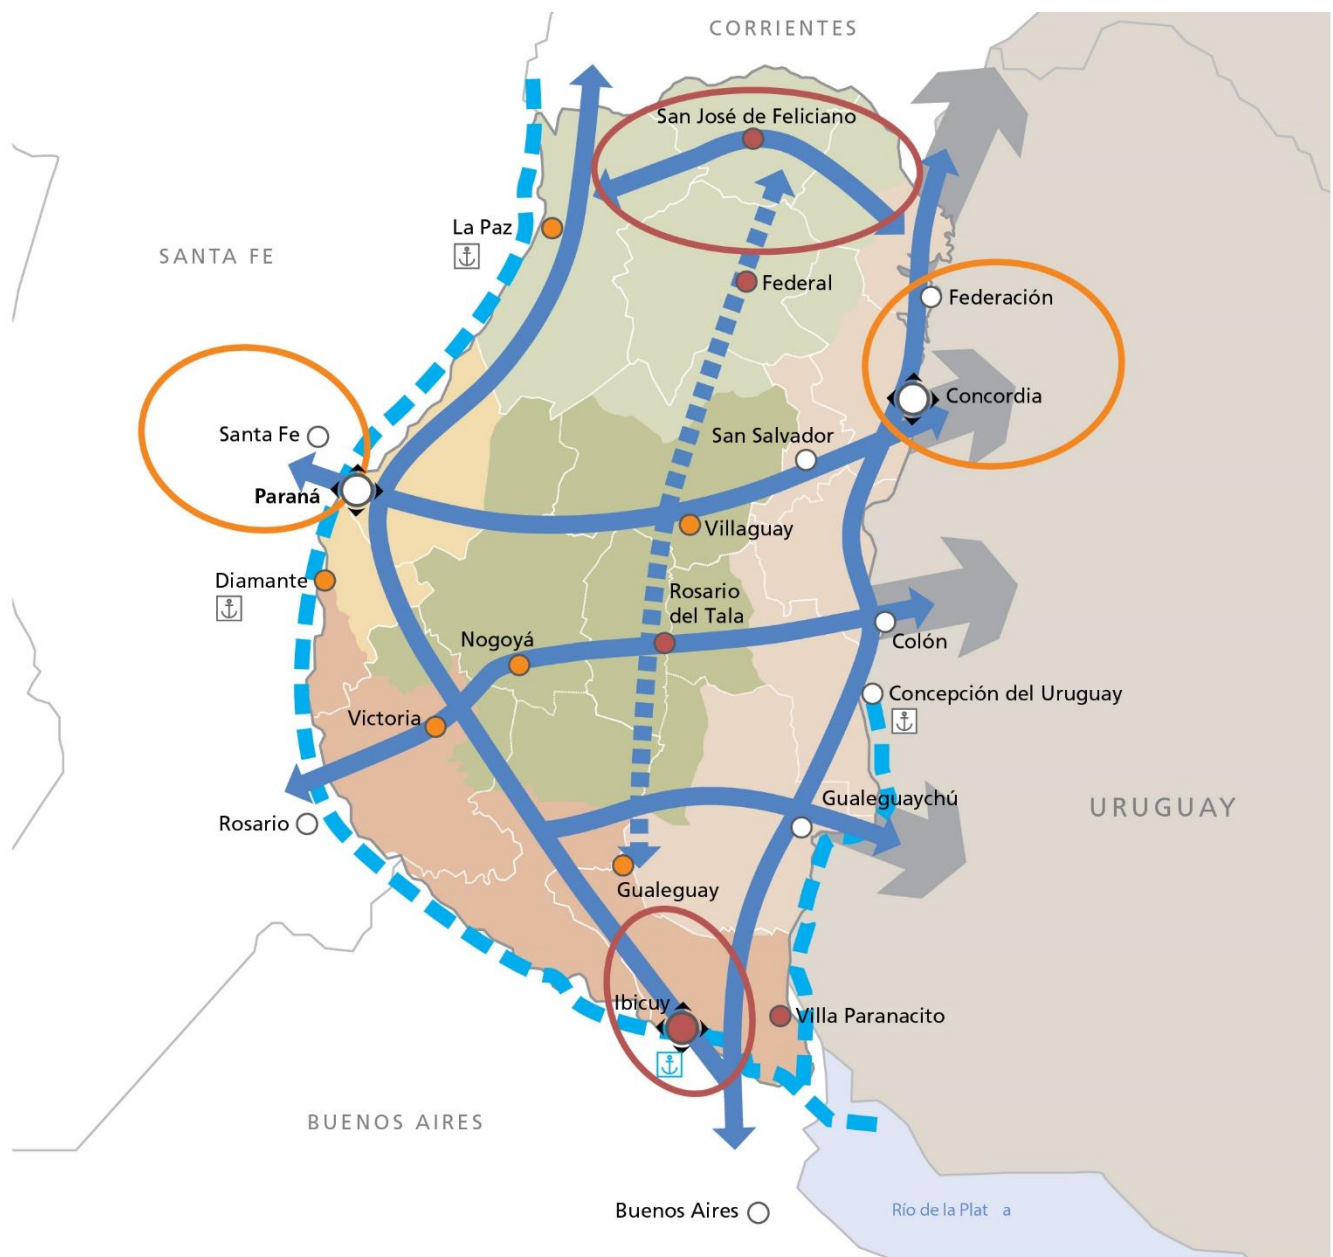 CORRIENTES
San José de Feliciano
La Paz
SANTA FE
Federal
Federación
Concordia
Santa Fe
San Salvador
Paraná
Villaguay
Diamante
Rosario
del Tala
Nogoyá
Colón
Concepción del Uruguay
Victoria
Gualeguaychú
URUGUAY
Rosario
Gualeguay
Ibicuy
Villa Paranacito
BUENOS AIRES
Buenos Aires
Río de la Plat a